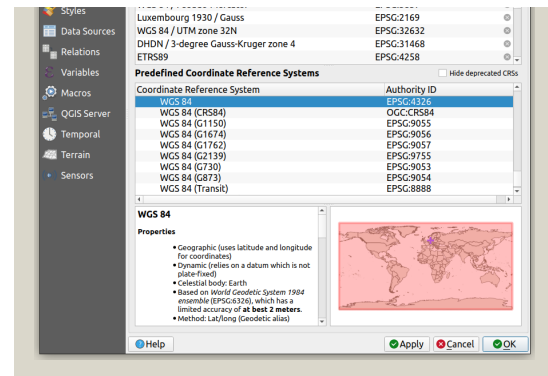 Styles
Data Sources
Relations
Variables
Macros
QGIS Server
Temporal
Terrain
Sensors
Luxembourg 1930 / Gauss EPSG:2169
WGS 84 / UTM zone 32N EPSG:32632
DHDN / 3-degree Gauss-Kruger zone 4 EPSG:31468
ETRS89 EPSG:4258
Predefined Coordinate Reference Systems Hide deprecated CRSs
Coordinate Reference System Authority ID
WGS 84 EPSG:4326
WGS 84 (CRS84) OGC:CRS84
WGS 84 (G1150) EPSG:9055
WGS 84 (G1674) EPSG:9056
WGS 84 (G1762) EPSG:9057
WGS 84 (G2139) EPSG:9755
WGS 84 (G730) EPSG:9053
WGS 84 (G873) EPSG:9054
WGS 84 (Transit) EPSG:8888
WGS 84
Properties
• Geographic (uses latitude and longitude
for coordinates)
• Dynamic (relies on a datum which is not
plate-fixed)
• Celestial body: Earth
• Based on World Geodetic System 1984
ensemble (EPSG:6326), which has a
limited accuracy of at best 2 meters.
• Method: Lat/long (Geodetic alias)
Help Apply Cancel OK